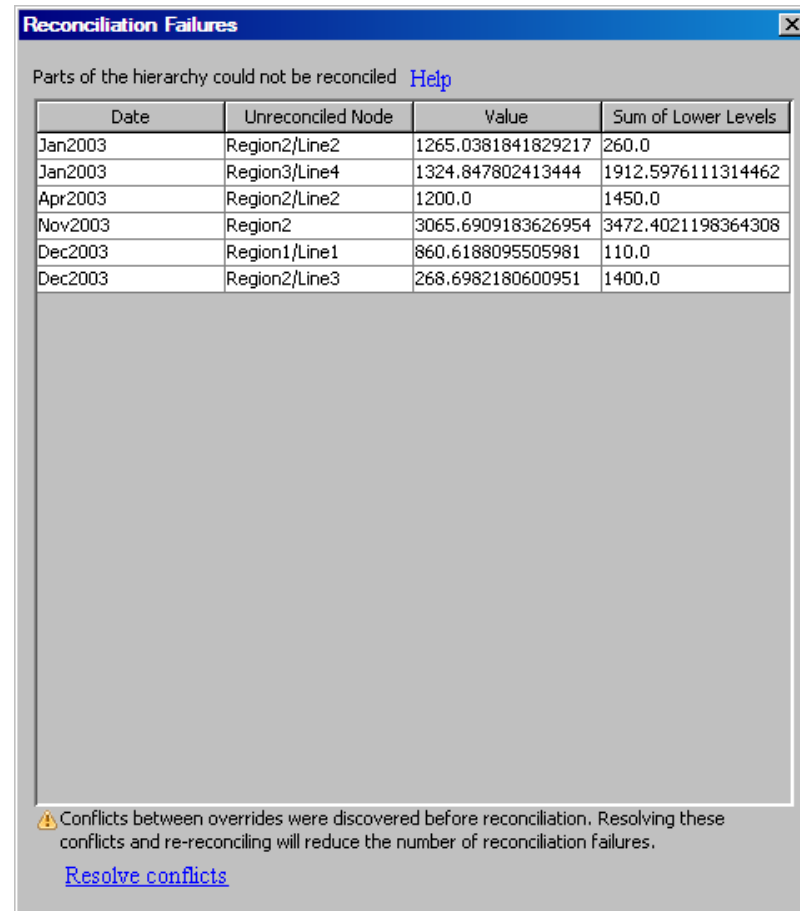 Reconciliation Failures
Parts of the hierarchy could not be reconciled Help
Date Unreconciled Node Value Sum of Lower Levels
Jan2003 Region2/Line2 1265.0381841829217 260.0
Jan2003 Region3/Line4 1324.847802413444 1912.5976111314462
Apr2003 Region2/Line2 1200.0 1450.0
Nov2003 Region2 3065.6909183626954 3472.4021198364308
Dec2003 Region1/Line1 860.6188095505981 110.0
Dec2003 Region2/Line3 268.6982180600951 1400.0
Conflicts between overrides were discovered before reconciliation. Resolving these
conflicts and re-reconciling will reduce the number of reconciliation failures.
Resolve conflicts